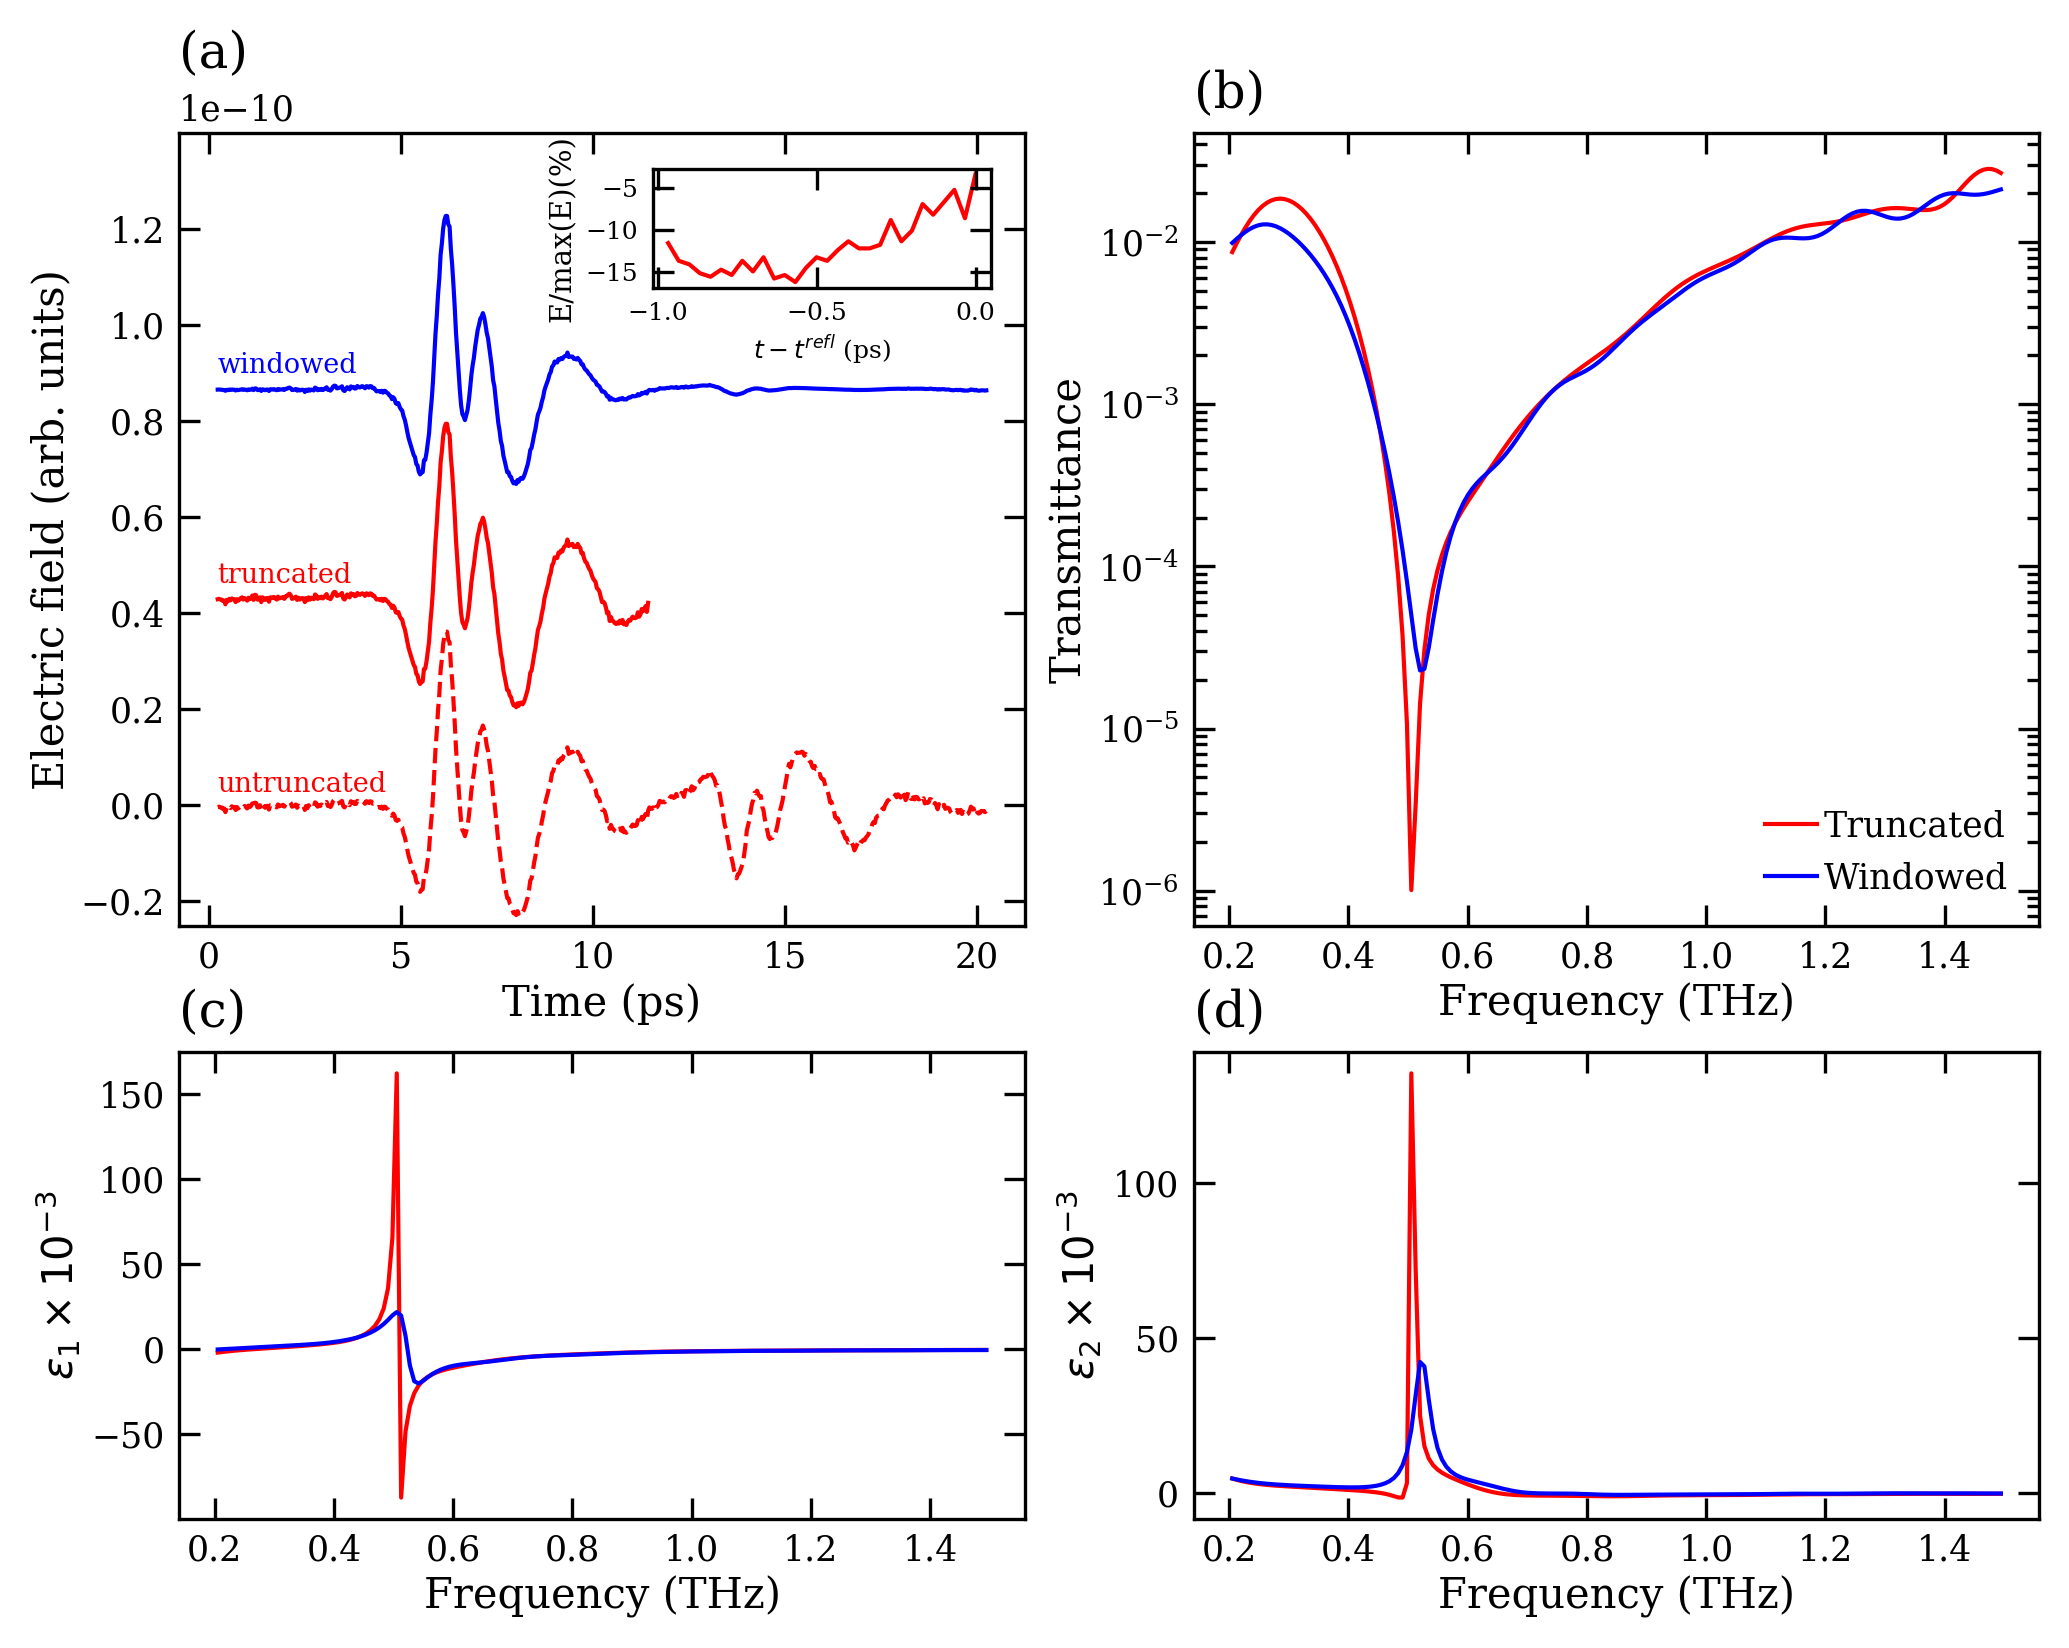 (a)
1e−10
Electric field (arb. units)
1.2
1.0
0.8
0.6
0.4
0.2
0.0
−0.2
windowed
truncated
untruncated
0 5 10 15 20
Time (ps)
E/max(E)(%)
−5
−10
−15
−1.0 −0.5 0.0
t − t^{refl} (ps)
(b)
Transmittance
10^{−2}
10^{−3}
10^{−4}
10^{−5}
10^{−6}
Truncated
Windowed
0.2 0.4 0.6 0.8 1.0 1.2 1.4
Frequency (THz)
(c)
ε_1 × 10^{−3}
150
100
50
0
−50
0.2 0.4 0.6 0.8 1.0 1.2 1.4
Frequency (THz)
(d)
ε_2 × 10^{−3}
100
50
0
0.2 0.4 0.6 0.8 1.0 1.2 1.4
Frequency (THz)